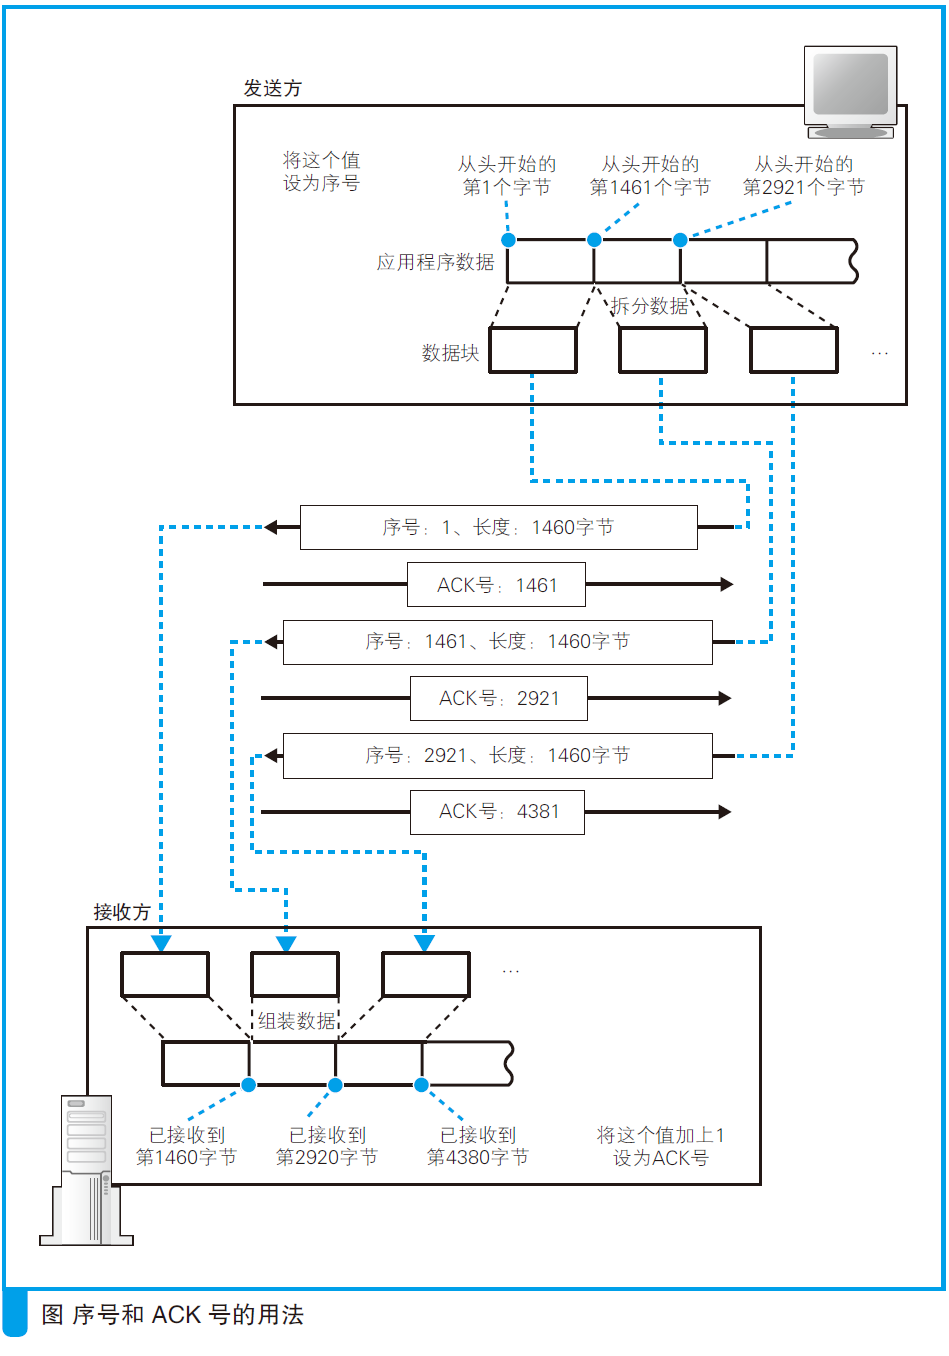 发送方
将这个值
设为序号
从头开始的
第1个字节
从头开始的
第1461个字节
从头开始的
第2921个字节
应用程序数据
拆分数据
数据块
…
序号：1、长度：1460字节
ACK号：1461
序号：1461、长度：1460字节
ACK号：2921
序号：2921、长度：1460字节
ACK号：4381
接收方
…
组装数据
已接收到
第1460字节
已接收到
第2920字节
已接收到
第4380字节
将这个值加上1
设为ACK号
图 序号和 ACK 号的用法